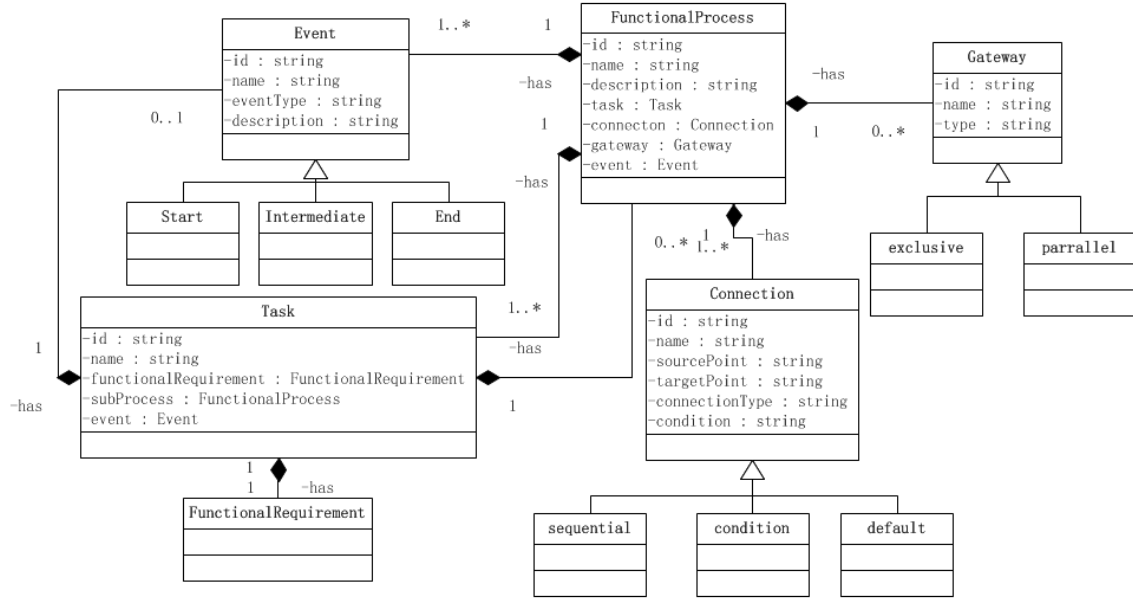 Event
-id : string
-name : string
-eventType : string
-description : string
1..*
1
-has
FunctionalProcess
-id : string
-name : string
-description : string
-task : Task
-connecton : Connection
-gateway : Gateway
-event : Event
-has
1
0..*
Gateway
-id : string
-name : string
-type : string
0..1
1
-has
Start
Intermediate
End
0..*
1
1..*
-has
exclusive
parrallel
Task
-id : string
-name : string
-functionalRequirement : FunctionalRequirement
-subProcess : FunctionalProcess
-event : Event
1..*
-has
1
1
-has
Connection
-id : string
-name : string
-sourcePoint : string
-targetPoint : string
-connectionType : string
-condition : string
1
1
-has
FunctionalRequirement
sequential
condition
default